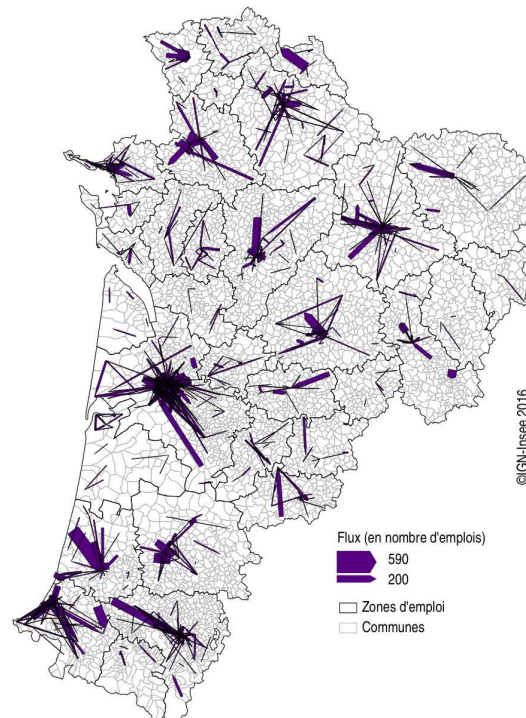 ©IGN-Insee 2016
Flux (en nombre d'emplois)
590
200
Zones d'emploi
Communes